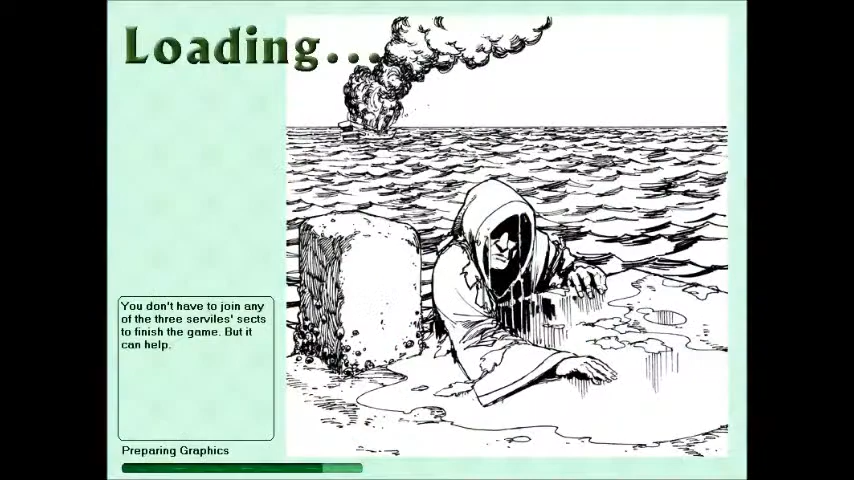 Loading...
You don't have to join any
of the three serviles' sects
to finish the game. But it
can help.
Preparing Graphics